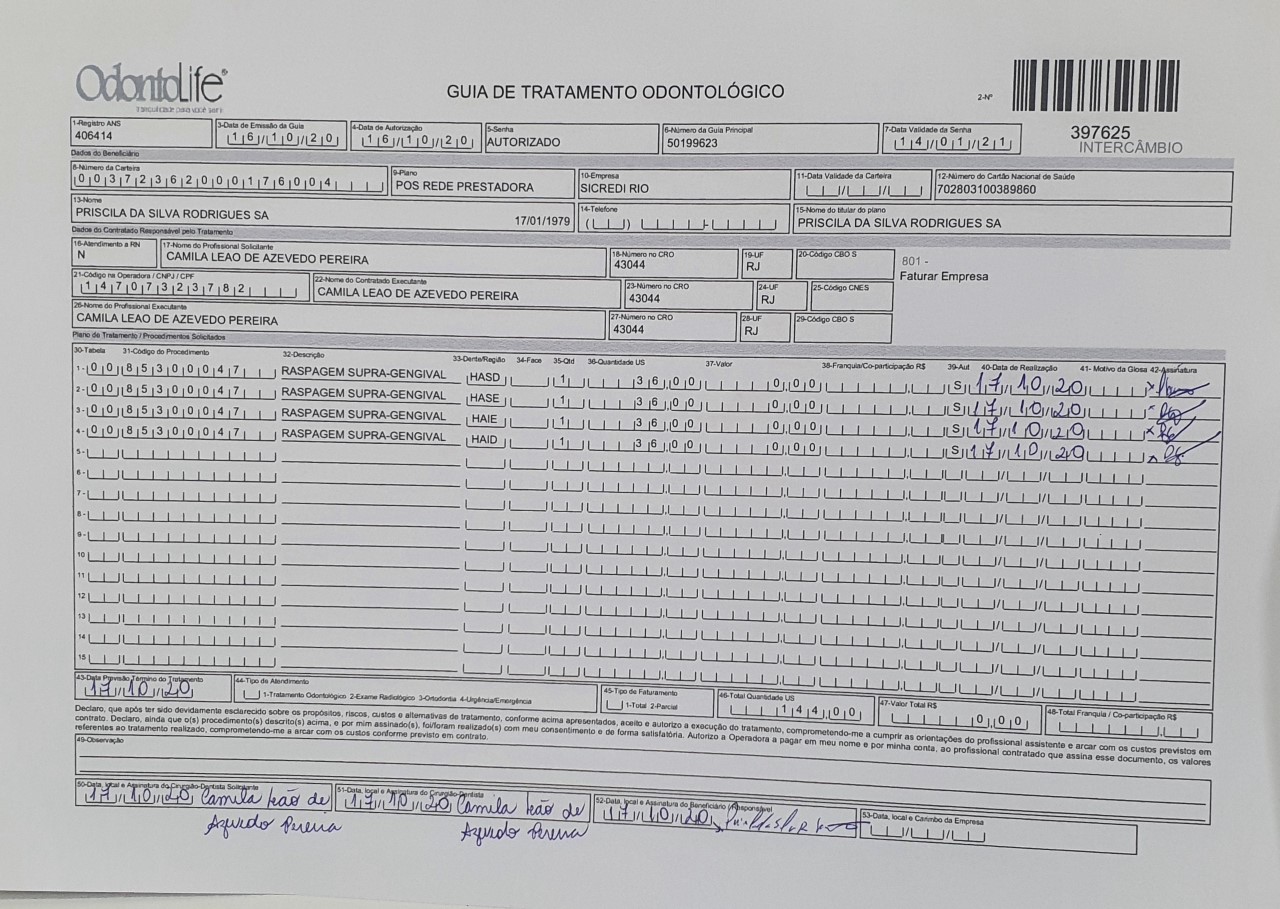 OdontoLife®
GUIA DE TRATAMENTO ODONTOLÓGICO
2-Nº
397625
INTERCÂMBIO
1-Registro ANS
406414
3-Data de Emissão da Guia
16/10/20
4-Data de Autorização
16/10/20
5-Senha
AUTORIZADO
6-Número da Guia Principal
50199623
7-Data Validade da Senha
14/01/21
Dados do Beneficiário
8-Número da Carteira
00372362000176004
9-Plano
POS REDE PRESTADORA
10-Empresa
SICREDI RIO
11-Data Validade da Carteira
12-Número do Cartão Nacional de Saúde
702803100389860
13-Nome
PRISCILA DA SILVA RODRIGUES SA 17/01/1979
14-Telefone
15-Nome do titular do plano
PRISCILA DA SILVA RODRIGUES SA
Dados do Contratado Responsável pelo Tratamento
16-Atendimento a RN
N
17-Nome do Profissional Solicitante
CAMILA LEAO DE AZEVEDO PEREIRA
18-Número no CRO
43044
19-UF
RJ
20-Código CBO S
801 -
Faturar Empresa
21-Código na Operadora / CNPJ / CPF
14707323782
22-Nome do Contratado Executante
CAMILA LEAO DE AZEVEDO PEREIRA
23-Número no CRO
43044
24-UF
RJ
25-Código CNES
26-Nome do Profissional Executante
CAMILA LEAO DE AZEVEDO PEREIRA
27-Número no CRO
43044
28-UF
RJ
29-Código CBO S
Plano de Tratamento / Procedimentos Solicitados
30-Tabela 31-Código do Procedimento 32-Descrição 33-Dente/Região 34-Face 35-Qtd 36-Quantidade US 37-Valor 38-Franquia/Co-participação R$ 39-Aut 40-Data de Realização 41- Motivo da Glosa 42-Assinatura
1- 00 85300047 RASPAGEM SUPRA-GENGIVAL HASD 1 36,00 0,00 S 17/10/20
2- 00 85300047 RASPAGEM SUPRA-GENGIVAL HASE 1 36,00 0,00 S 17/10/20
3- 00 85300047 RASPAGEM SUPRA-GENGIVAL HAIE 1 36,00 0,00 S 17/10/20
4- 00 85300047 RASPAGEM SUPRA-GENGIVAL HAID 1 36,00 0,00 S 17/10/20
5-
6-
7-
8-
9-
10
11
12
13
14
15
43-Data Previsão Término do Tratamento
17/10/20
44-Tipo de Atendimento
1-Tratamento Odontológico 2-Exame Radiológico 3-Ortodontia 4-Urgência/Emergência
45-Tipo de Faturamento
1-Total 2-Parcial
46-Total Quantidade US
144,00
47-Valor Total R$
0,00
48-Total Franquia / Co-participação R$
Declaro, que após ter sido devidamente esclarecido sobre os propósitos, riscos, custos e alternativas de tratamento, conforme acima apresentados, aceito e autorizo a execução do tratamento, comprometendo-me a cumprir as orientações do profissional assistente e arcar com os custos previstos em
contrato. Declaro, ainda que o(s) procedimento(s) descrito(s) acima, e por mim assinado(s), foi/foram realizado(s) com meu consentimento e de forma satisfatória. Autorizo a Operadora a pagar em meu nome e por minha conta, ao profissional contratado que assina esse documento, os valores
referentes ao tratamento realizado, comprometendo-me a arcar com os custos conforme previsto em contrato.
49-Observação
50-Data, local e Assinatura do Cirurgião-Dentista Solicitante
17/10/20 Camila Leão de
Azevedo Pereira
51-Data, local e Assinatura do Cirurgião-Dentista
17/10/20 Camila Leão de
Azevedo Pereira
52-Data, local e Assinatura do Beneficiário / Responsável
17/10/20
53-Data, local e Carimbo da Empresa